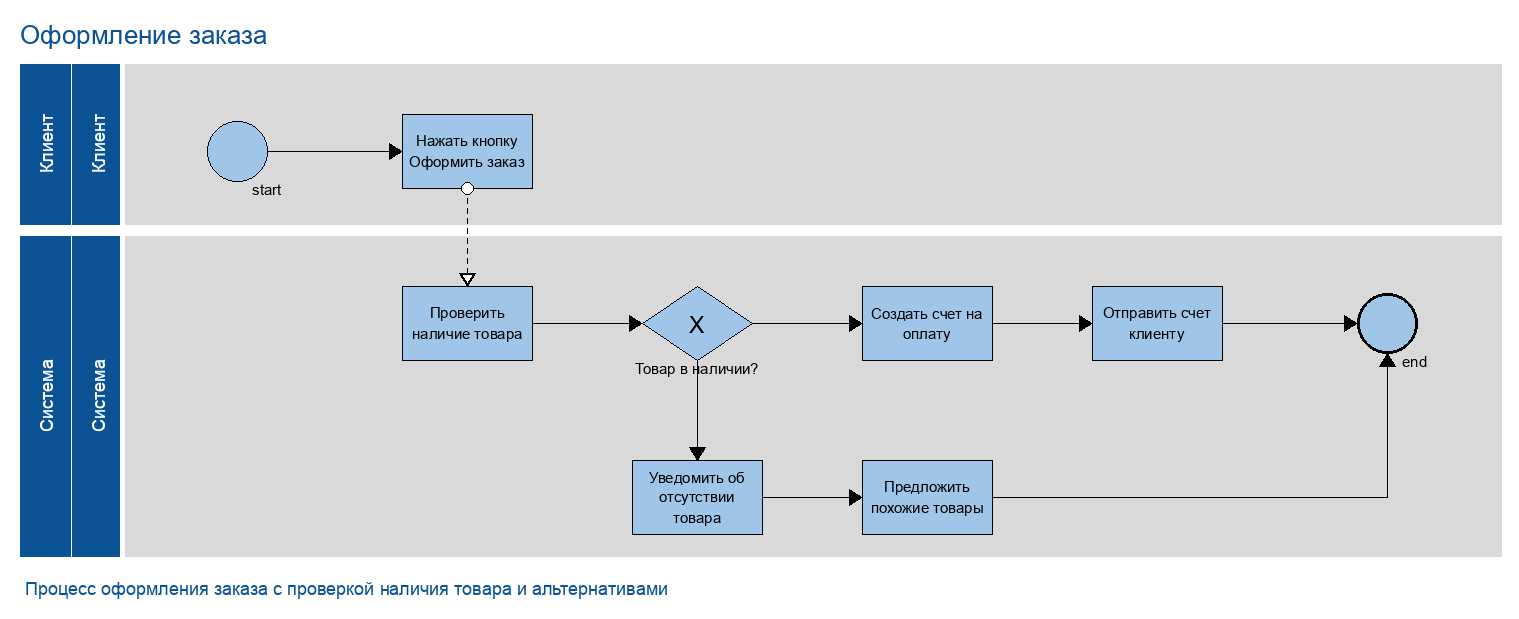 Оформление заказа
Клиент
Клиент
start
Нажать кнопку
Оформить заказ
Система
Система
Проверить
наличие товара
X
Товар в наличии?
Создать счет на
оплату
Отправить счет
клиенту
end
Уведомить об
отсутствии
товара
Предложить
похожие товары
Процесс оформления заказа с проверкой наличия товара и альтернативами